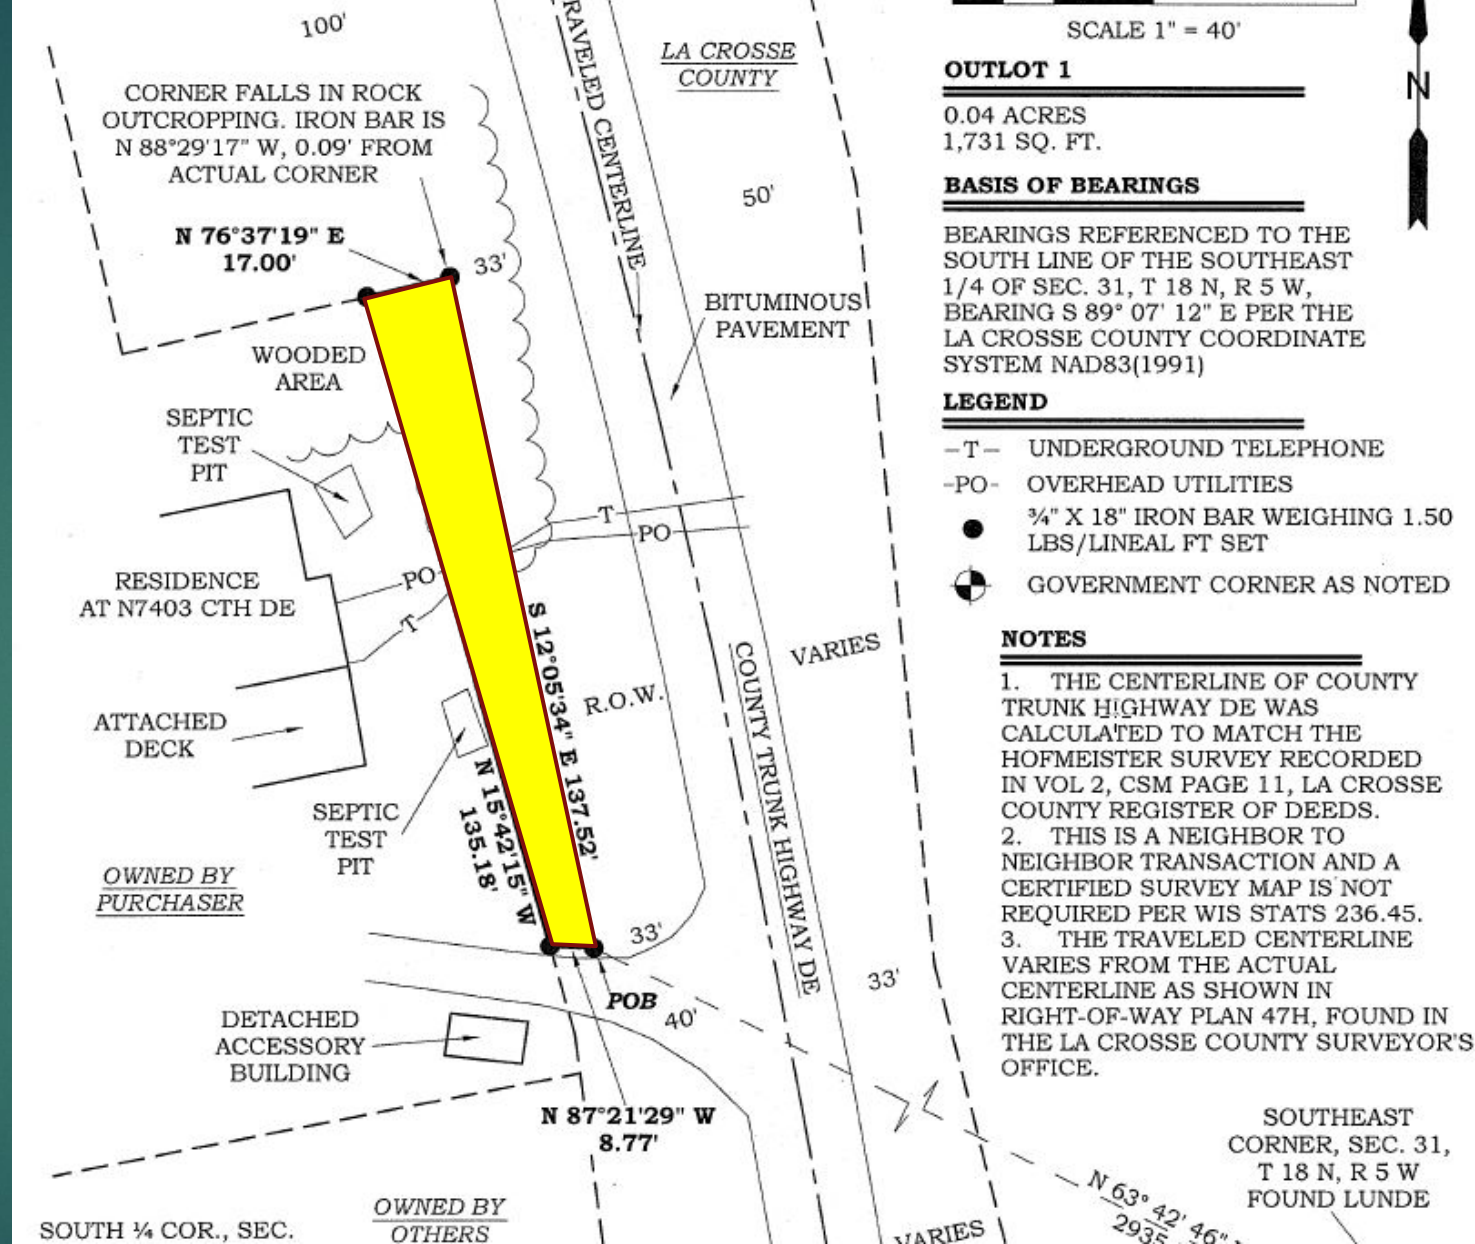 100'
TRAVELED CENTERLINE
LA CROSSE
COUNTY
SCALE 1" = 40'
N
CORNER FALLS IN ROCK
OUTCROPPING. IRON BAR IS
N 88°29'17" W, 0.09' FROM
ACTUAL CORNER
N 76°37'19" E
17.00'
33'
50'
BITUMINOUS
PAVEMENT
WOODED
AREA
SEPTIC
TEST
PIT
T
PO
PO
T
RESIDENCE
AT N7403 CTH DE
S 12°05'34" E 137.52'
R.O.W.
VARIES
COUNTY TRUNK HIGHWAY DE
ATTACHED
DECK
N 15°42'15" W
135.18'
SEPTIC
TEST
PIT
OWNED BY
PURCHASER
33'
33'
POB
40'
DETACHED
ACCESSORY
BUILDING
N 87°21'29" W
8.77'
OWNED BY
OTHERS
SOUTH ¼ COR., SEC.
VARIES
N 63° 42' 46"
2935
OUTLOT 1
0.04 ACRES
1,731 SQ. FT.
BASIS OF BEARINGS
BEARINGS REFERENCED TO THE
SOUTH LINE OF THE SOUTHEAST
1/4 OF SEC. 31, T 18 N, R 5 W,
BEARING S 89° 07' 12" E PER THE
LA CROSSE COUNTY COORDINATE
SYSTEM NAD83(1991)
LEGEND
-T- UNDERGROUND TELEPHONE
-PO- OVERHEAD UTILITIES
¾" X 18" IRON BAR WEIGHING 1.50
LBS/LINEAL FT SET
GOVERNMENT CORNER AS NOTED
NOTES
1. THE CENTERLINE OF COUNTY
TRUNK HIGHWAY DE WAS
CALCULATED TO MATCH THE
HOFMEISTER SURVEY RECORDED
IN VOL 2, CSM PAGE 11, LA CROSSE
COUNTY REGISTER OF DEEDS.
2. THIS IS A NEIGHBOR TO
NEIGHBOR TRANSACTION AND A
CERTIFIED SURVEY MAP IS NOT
REQUIRED PER WIS STATS 236.45.
3. THE TRAVELED CENTERLINE
VARIES FROM THE ACTUAL
CENTERLINE AS SHOWN IN
RIGHT-OF-WAY PLAN 47H, FOUND IN
THE LA CROSSE COUNTY SURVEYOR'S
OFFICE.
SOUTHEAST
CORNER, SEC. 31,
T 18 N, R 5 W
FOUND LUNDE